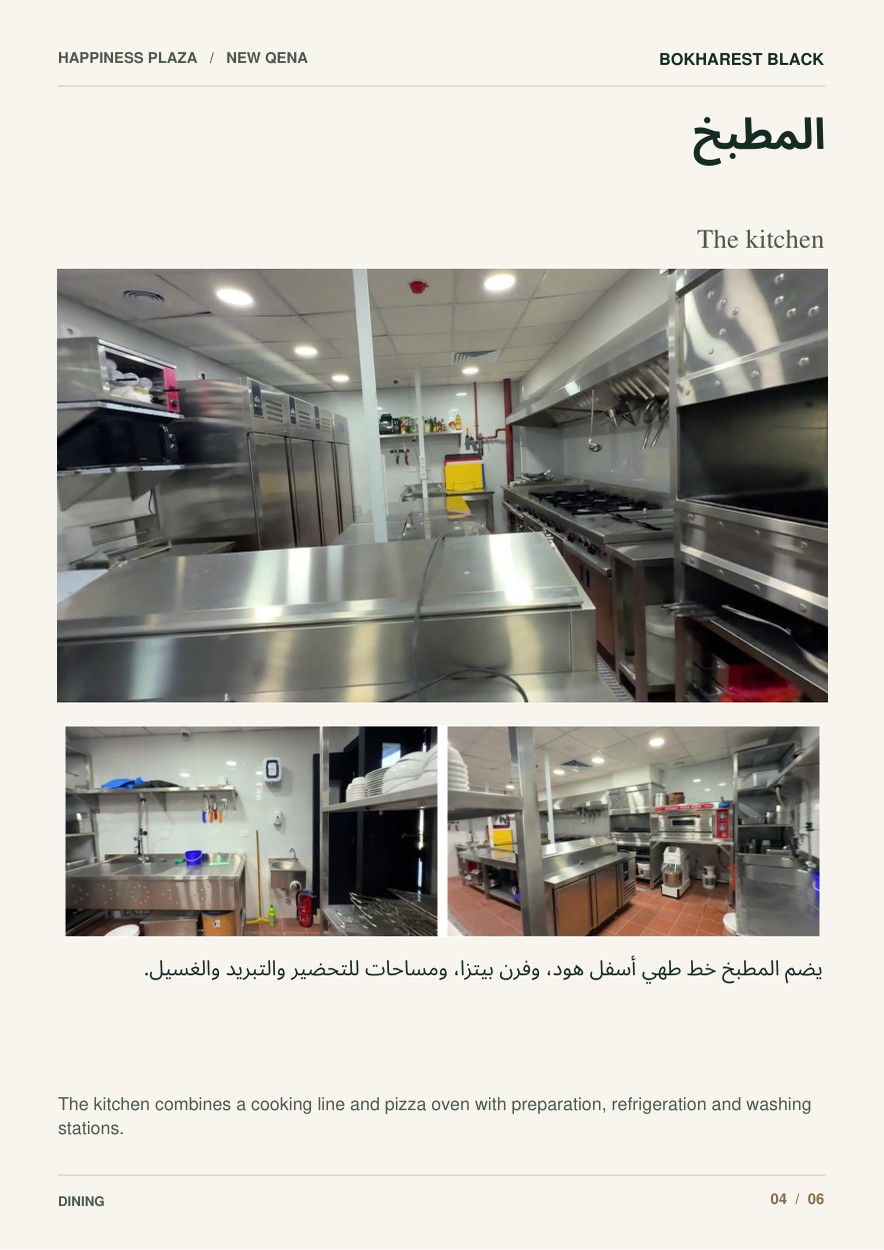 HAPPINESS PLAZA / NEW QENA
BOKHAREST BLACK
المطبخ
The kitchen
يضم المطبخ خط طهي أسفل هود، وفرن بيتزا، ومساحات للتحضير والتبريد والغسيل.
The kitchen combines a cooking line and pizza oven with preparation, refrigeration and washing
stations.
DINING
04 / 06